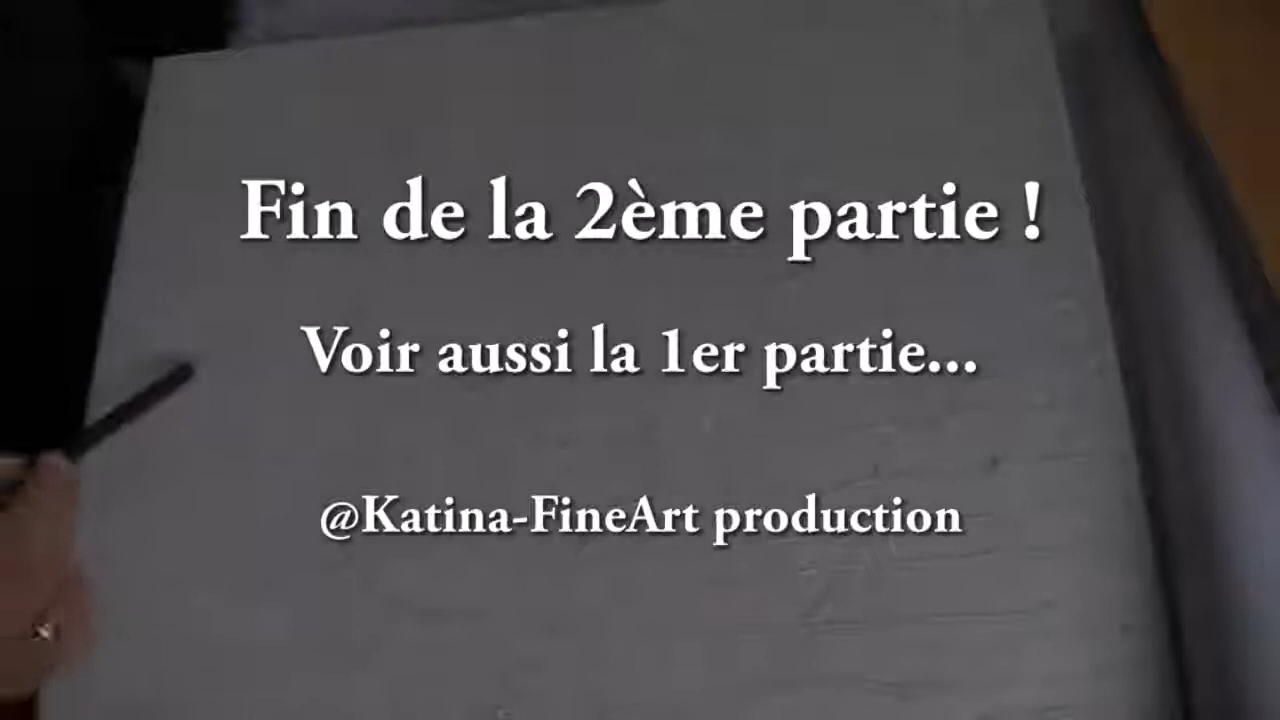 Fin de la 2ème partie !
Voir aussi la 1er partie...
@Katina-FineArt production